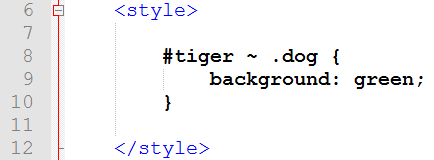 6 <style>
7
8 #tiger ~ .dog {
9 background: green;
10 }
11
12 </style>